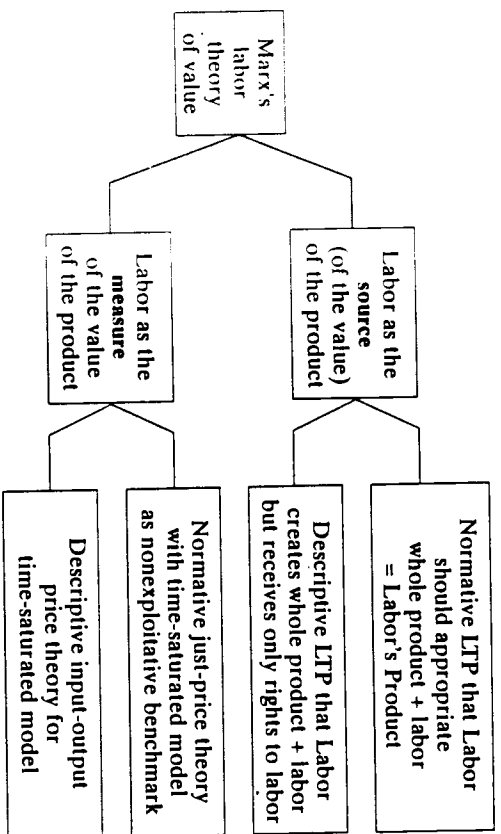 Marx's
labor
theory
of value
Labor as the
source
(of the value)
of the product
Labor as the
measure
of the value
of the product
Normative LTP that Labor
should appropriate
whole product + labor
= Labor's Product
Descriptive LTP that Labor
creates whole product + labor
but receives only rights to labor
Normative just-price theory
with time-saturated model
as nonexploitative benchmark
Descriptive input-output
price theory for
time-saturated model